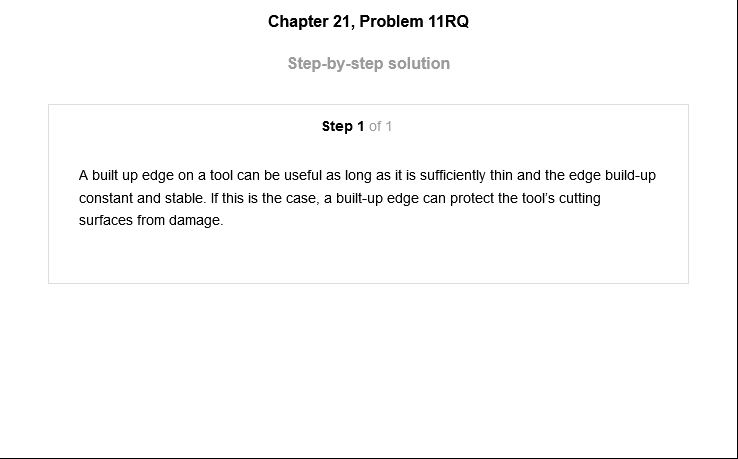 Chapter 21, Problem 11RQ
Step-by-step solution
Step 1 of 1
A built up edge on a tool can be useful as long as it is sufficiently thin and the edge build-up
constant and stable. If this is the case, a built-up edge can protect the tool's cutting
surfaces from damage.